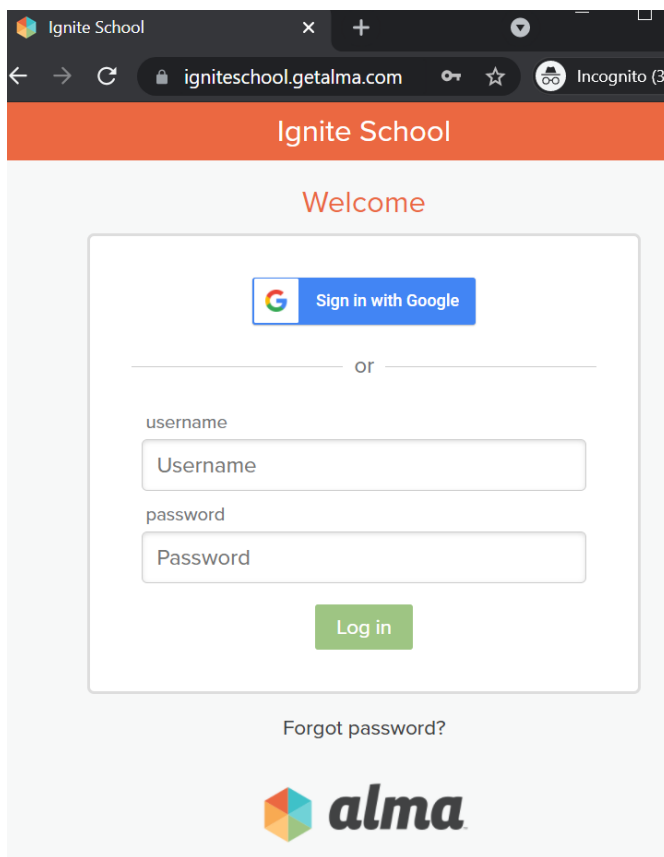 Ignite School
igniteschool.getalma.com Incognito (3
Ignite School
Welcome
Sign in with Google
or
username
Username
password
Password
Log in
Forgot password?
alma